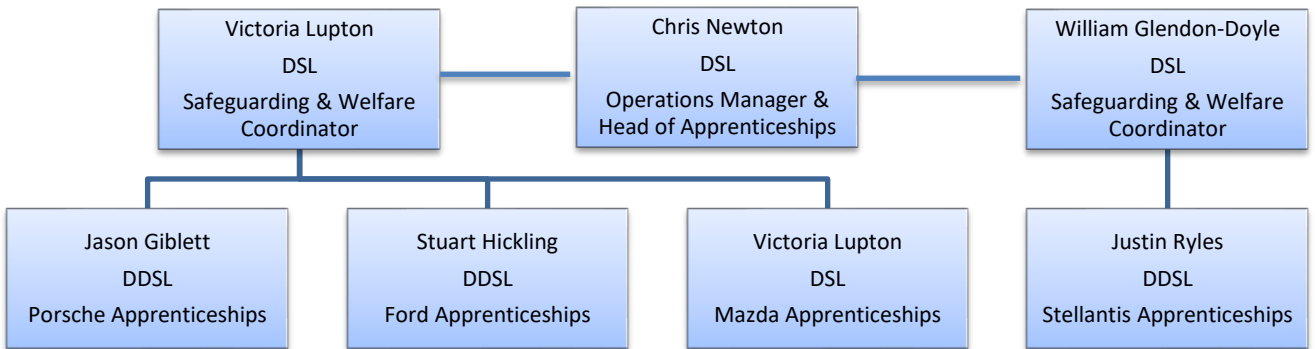 Victoria Lupton
DSL
Safeguarding & Welfare
Coordinator
Chris Newton
DSL
Operations Manager &
Head of Apprenticeships
William Glendon-Doyle
DSL
Safeguarding & Welfare
Coordinator
Jason Giblett
DDSL
Porsche Apprenticeships
Stuart Hickling
DDSL
Ford Apprenticeships
Victoria Lupton
DSL
Mazda Apprenticeships
Justin Ryles
DDSL
Stellantis Apprenticeships